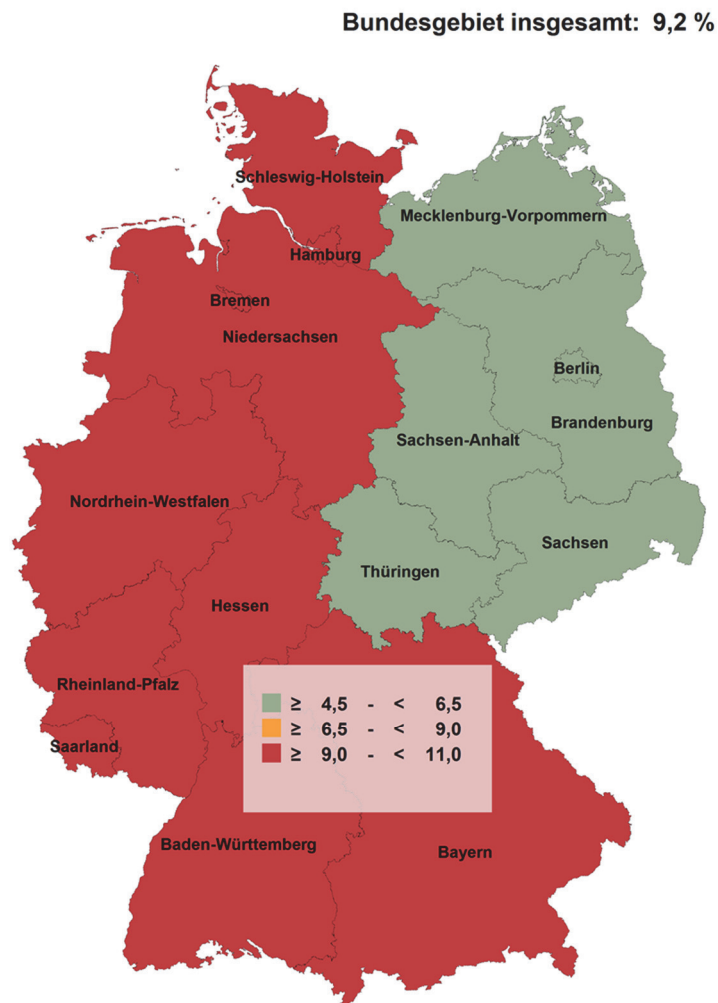 Bundesgebiet insgesamt: 9,2 %
Schleswig-Holstein
Mecklenburg-Vorpommern
Hamburg
Bremen
Niedersachsen
Berlin
Brandenburg
Sachsen-Anhalt
Nordrhein-Westfalen
Sachsen
Thüringen
Hessen
Rheinland-Pfalz
Saarland
≥ 4,5 - < 6,5
≥ 6,5 - < 9,0
≥ 9,0 - < 11,0
Baden-Württemberg
Bayern